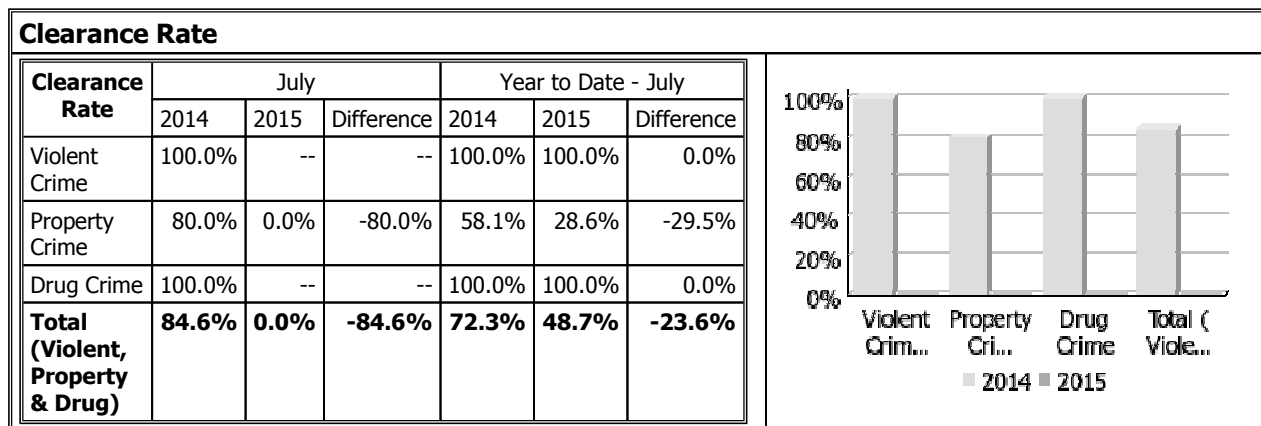 Clearance Rate
Clearance Rate July Year to Date - July
2014 2015 Difference 2014 2015 Difference
Violent Crime 100.0% -- -- 100.0% 100.0% 0.0%
Property Crime 80.0% 0.0% -80.0% 58.1% 28.6% -29.5%
Drug Crime 100.0% -- -- 100.0% 100.0% 0.0%
Total (Violent, Property & Drug) 84.6% 0.0% -84.6% 72.3% 48.7% -23.6%
100%
80%
60%
40%
20%
0%
Violent Crim... Property Cri... Drug Crime Total ( Viole...
2014 2015